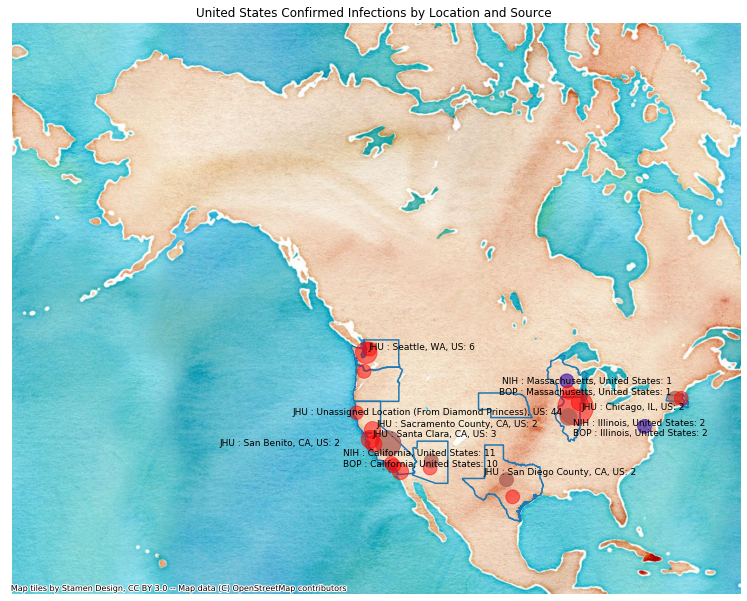 United States Confirmed Infections by Location and Source
JHU : Seattle, WA, US: 6
NIH : Massachusetts, United States: 1
BOP : Massachusetts, United States: 1
JHU : Chicago, IL, US: 2
JHU : Unassigned Location (From Diamond Princess), US: 44
JHU : Sacramento County, CA, US: 2
NIH : Illinois, United States: 2
JHU : Santa Clara, CA, US: 3
BOP : Illinois, United States: 2
JHU : San Benito, CA, US: 2
NIH : California, United States: 11
BOP : California, United States: 10
JHU : San Diego County, CA, US: 2
Map tiles by Stamen Design, CC BY 3.0 -- Map data (C) OpenStreetMap contributors